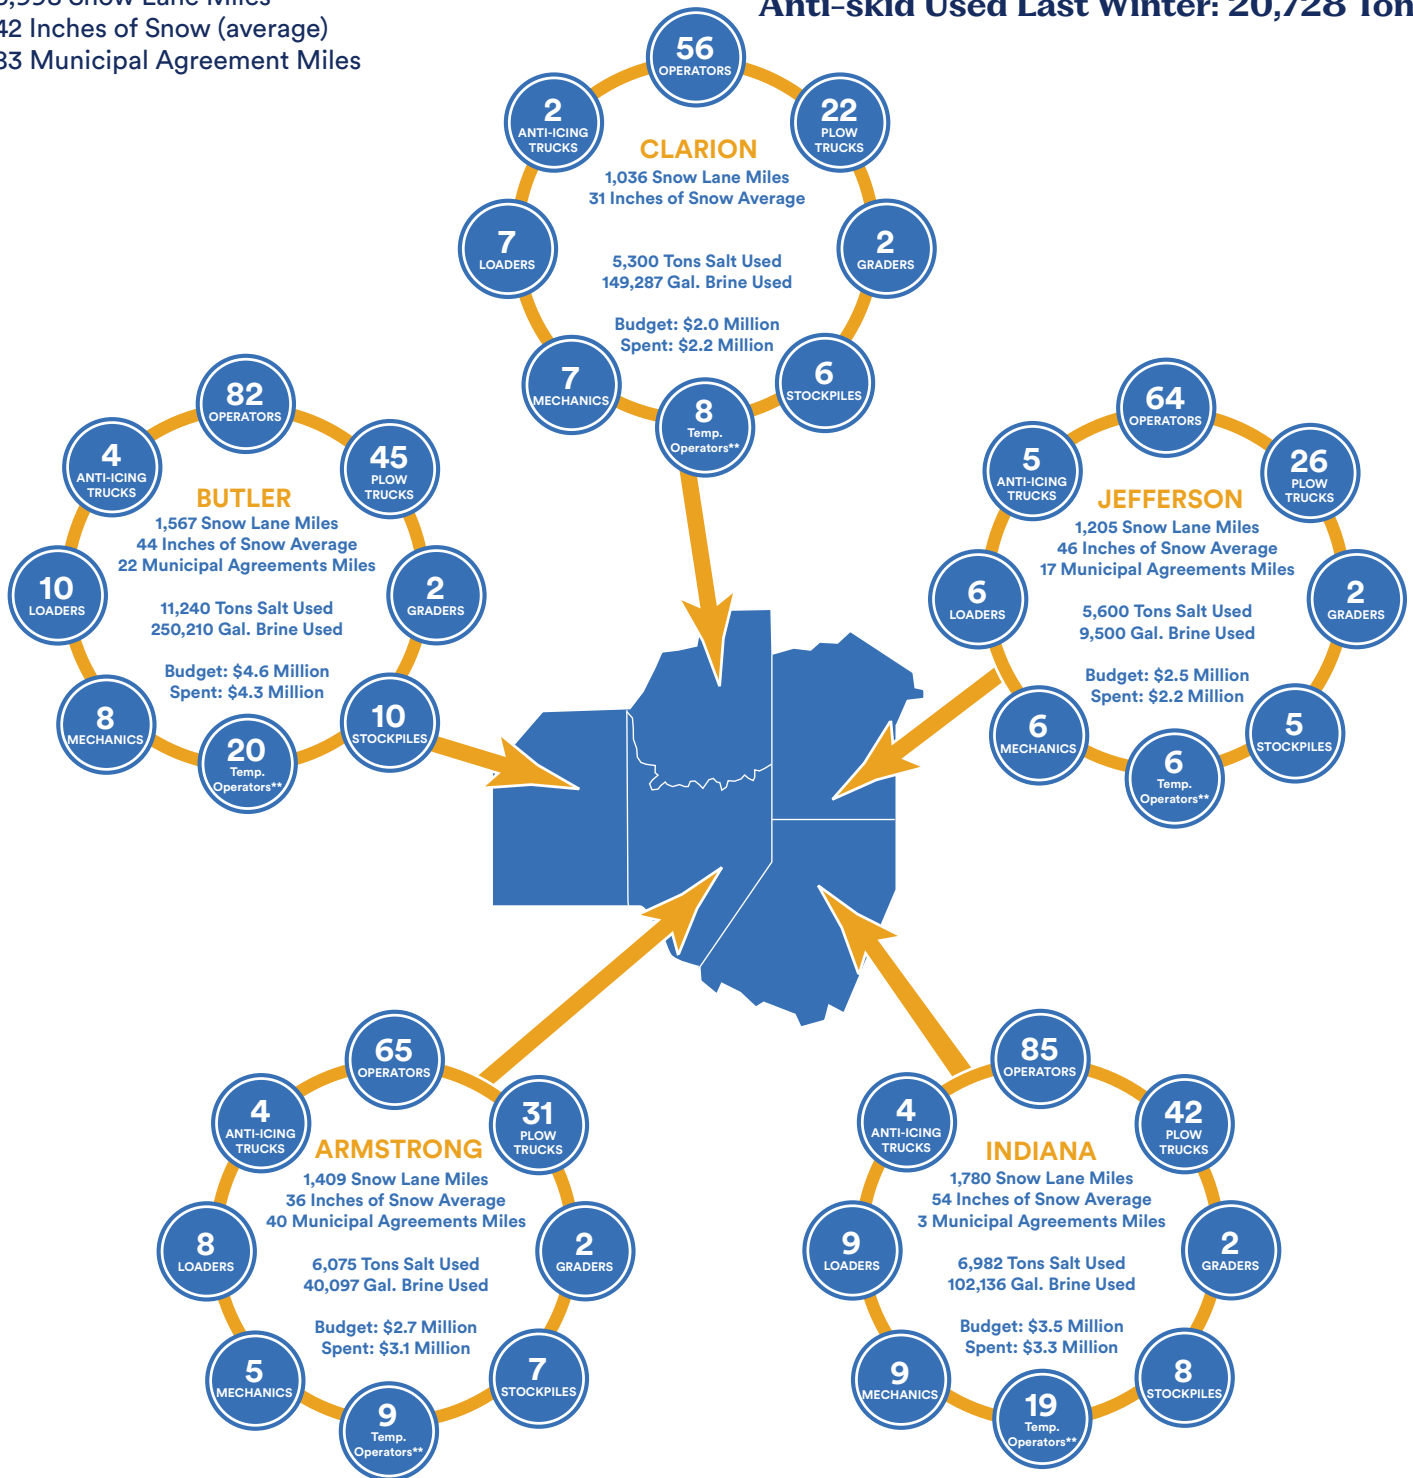 42 Inches of Snow (average)
83 Municipal Agreement Miles
Anti-skid Used Last Winter: 20,728
56
OPERATORS
2
ANTI-ICING
TRUCKS
22
PLOW
TRUCKS
CLARION
1,036 Snow Lane Miles
31 Inches of Snow Average
7
LOADERS
2
GRADERS
5,300 Tons Salt Used
149,287 Gal. Brine Used
Budget: $2.0 Million
Spent: $2.2 Million
7
MECHANICS
6
STOCKPILES
8
Temp.
Operators**
82
OPERATORS
4
ANTI-ICING
TRUCKS
45
PLOW
TRUCKS
BUTLER
1,567 Snow Lane Miles
44 Inches of Snow Average
22 Municipal Agreements Miles
10
LOADERS
2
GRADERS
11,240 Tons Salt Used
250,210 Gal. Brine Used
Budget: $4.6 Million
Spent: $4.3 Million
8
MECHANICS
10
STOCKPILES
20
Temp.
Operators**
64
OPERATORS
5
ANTI-ICING
TRUCKS
26
PLOW
TRUCKS
JEFFERSON
1,205 Snow Lane Miles
46 Inches of Snow Average
17 Municipal Agreements Miles
6
LOADERS
2
GRADERS
5,600 Tons Salt Used
9,500 Gal. Brine Used
Budget: $2.5 Million
Spent: $2.2 Million
6
MECHANICS
5
STOCKPILES
6
Temp.
Operators**
65
OPERATORS
4
ANTI-ICING
TRUCKS
31
PLOW
TRUCKS
ARMSTRONG
1,409 Snow Lane Miles
36 Inches of Snow Average
40 Municipal Agreements Miles
8
LOADERS
2
GRADERS
6,075 Tons Salt Used
40,097 Gal. Brine Used
Budget: $2.7 Million
Spent: $3.1 Million
5
MECHANICS
7
STOCKPILES
9
Temp.
Operators**
85
OPERATORS
4
ANTI-ICING
TRUCKS
42
PLOW
TRUCKS
INDIANA
1,780 Snow Lane Miles
54 Inches of Snow Average
3 Municipal Agreements Miles
9
LOADERS
2
GRADERS
6,982 Tons Salt Used
102,136 Gal. Brine Used
Budget: $3.5 Million
Spent: $3.3 Million
9
MECHANICS
8
STOCKPILES
19
Temp.
Operators**